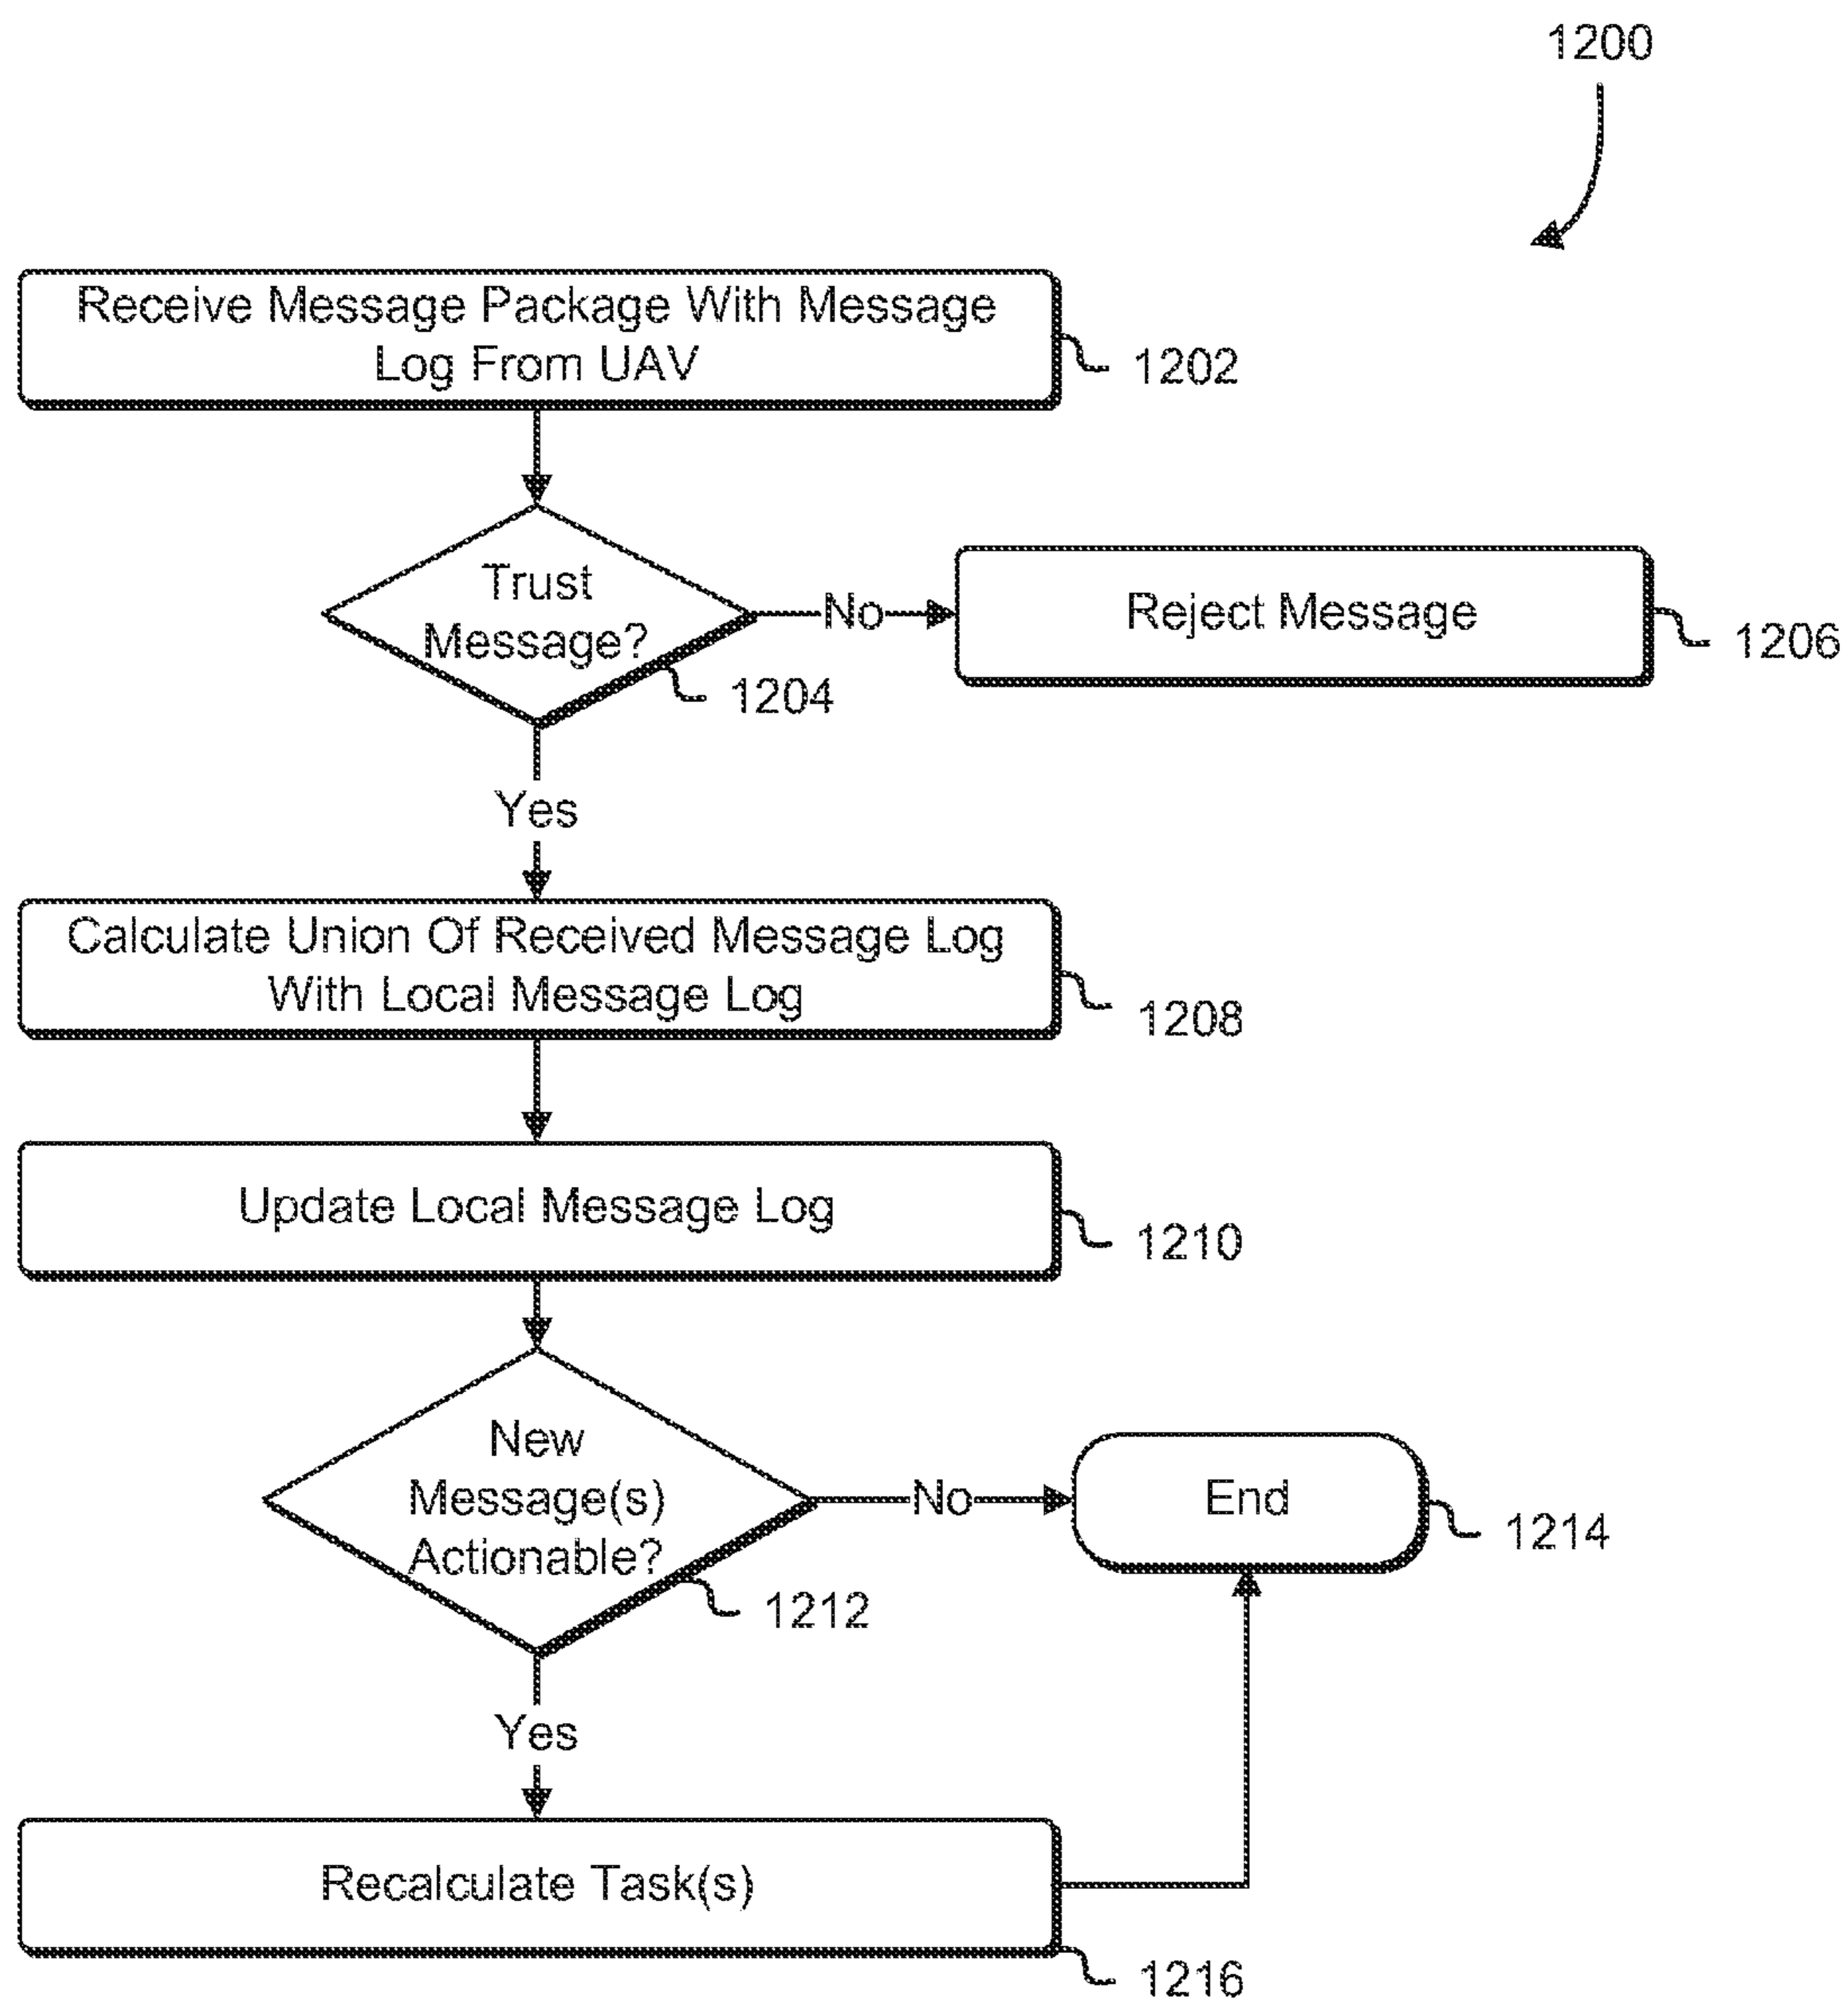 1200
Receive Message Package With Message
Log From UAV
1202
Trust
Message?
1204
No
Reject Message
1206
Yes
Calculate Union Of Received Message Log
With Local Message Log
1208
Update Local Message Log
1210
New
Message(s)
Actionable?
1212
No
End
1214
Yes
Recalculate Task(s)
1216